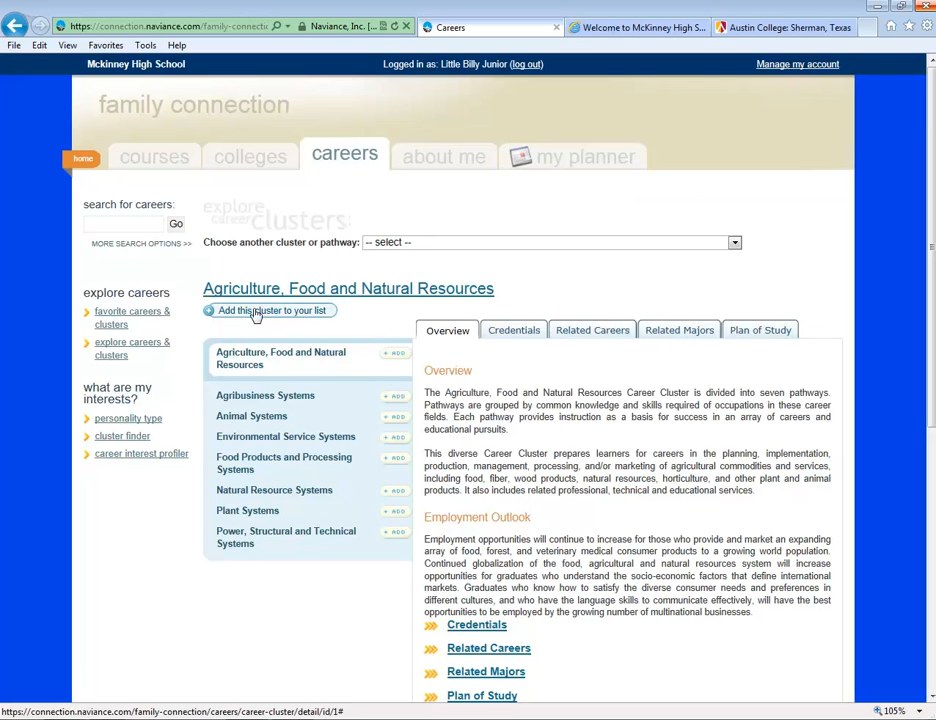 https://connection.naviance.com/family-connectic
Naviance, Inc. [...
Careers
Welcome to McKinney High S...
Austin College: Sherman, Texas
File Edit View Favorites Tools Help
McKinney High School
Logged in as: Little Billy Junior (log out)
Manage my account
family connection
home
courses
colleges
careers
about me
my planner
search for careers:
Go
MORE SEARCH OPTIONS >>
explore careers
favorite careers &
clusters
explore careers &
clusters
what are my
interests?
personality type
cluster finder
career interest profiler
explore
career clusters:
Choose another cluster or pathway: -- select --
Agriculture, Food and Natural Resources
Add this cluster to your list
Agriculture, Food and Natural
Resources
+ ADD
Agribusiness Systems + ADD
Animal Systems + ADD
Environmental Service Systems + ADD
Food Products and Processing
Systems
+ ADD
Natural Resource Systems + ADD
Plant Systems + ADD
Power, Structural and Technical
Systems
+ ADD
Overview
Credentials
Related Careers
Related Majors
Plan of Study
Overview
The Agriculture, Food and Natural Resources Career Cluster is divided into seven pathways.
Pathways are grouped by common knowledge and skills required of occupations in these career
fields. Each pathway provides instruction as a basis for success in an array of careers and
educational pursuits.
This diverse Career Cluster prepares learners for careers in the planning, implementation,
production, management, processing, and/or marketing of agricultural commodities and services,
including food, fiber, wood products, natural resources, horticulture, and other plant and animal
products. It also includes related professional, technical and educational services.
Employment Outlook
Employment opportunities will continue to increase for those who provide and market an expanding
array of food, forest, and veterinary medical consumer products to a growing world population.
Continued globalization of the food, agricultural and natural resources system will increase
opportunities for graduates who understand the socio-economic factors that define international
markets. Graduates who know how to satisfy the diverse consumer needs and preferences in
different cultures, and who have the language skills to communicate effectively, will have the best
opportunities to be employed by the growing number of multinational businesses.
Credentials
Related Careers
Related Majors
Plan of Study
https://connection.naviance.com/family-connection/careers/career-cluster/detail/id/1#
105%